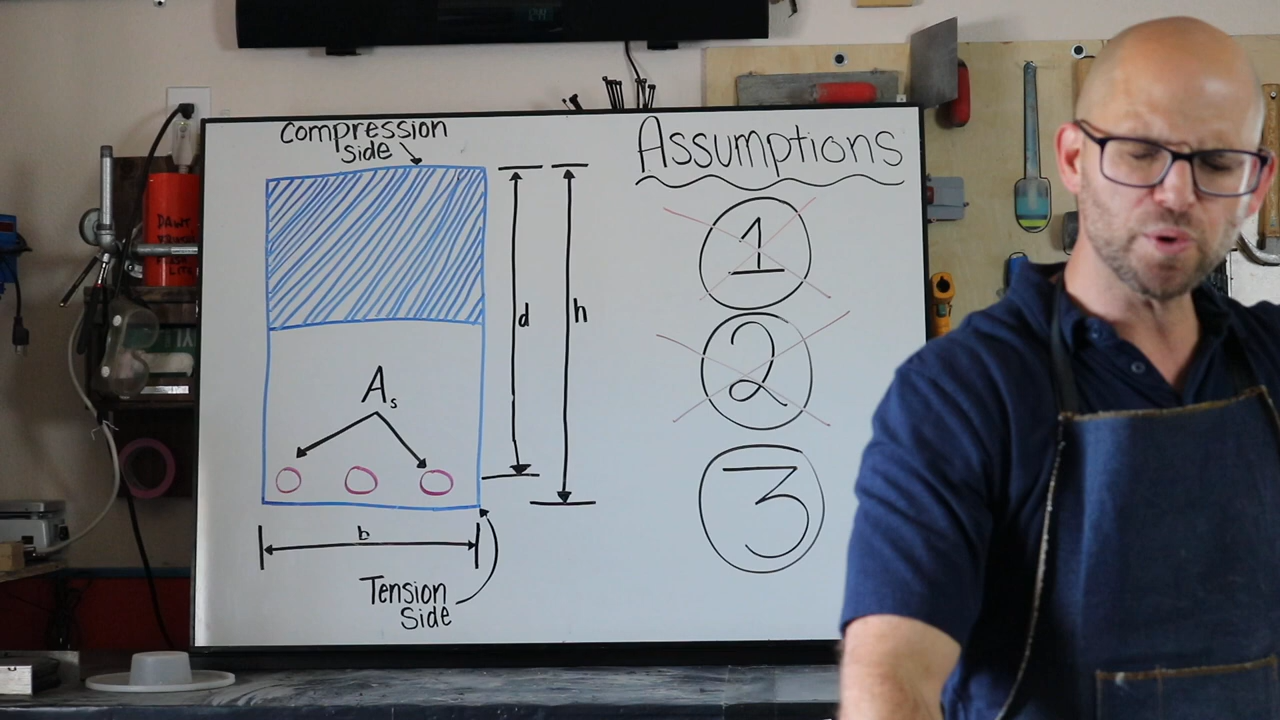 Compression
Side
Assumptions
1
d
h
2
As
3
b
Tension
Side